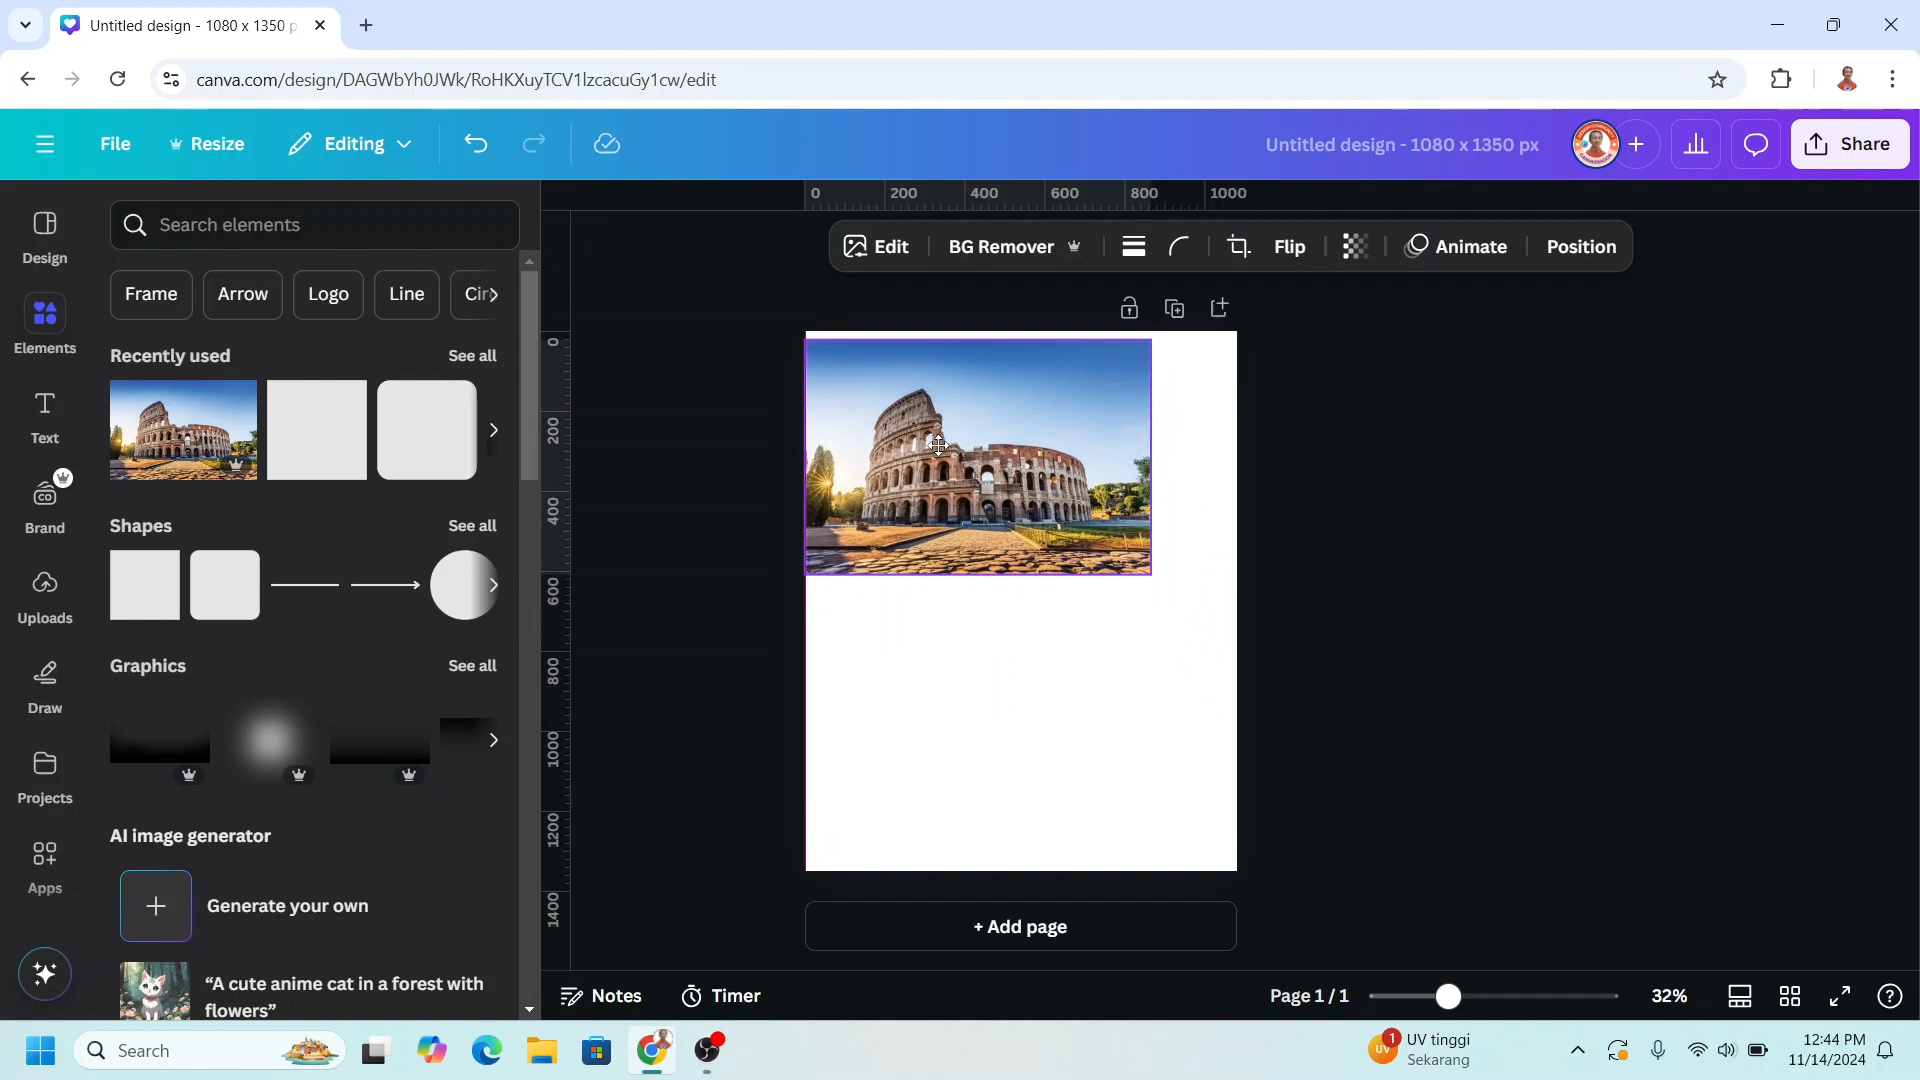 Untitled design - 1080 x 1350 p
canva.com/design/DAGWbYh0JWk/RoHKXuyTCV1lzcacuGy1cw/edit
File
Resize
Editing
Untitled design - 1080 x 1350 px
Share
Design
Elements
Text
Brand
Uploads
Draw
Projects
Apps
Search elements
Frame
Arrow
Logo
Line
Cir
Recently used
See all
Shapes
See all
Graphics
See all
AI image generator
Generate your own
“A cute anime cat in a forest with
flowers”
0 200 400 600 800 1000
0
200
400
600
800
1000
1200
1400
Edit
BG Remover
Flip
Animate
Position
+ Add page
Notes
Timer
Page 1 / 1
32%
Search
1
UV
UV tinggi
Sekarang
12:44 PM
11/14/2024